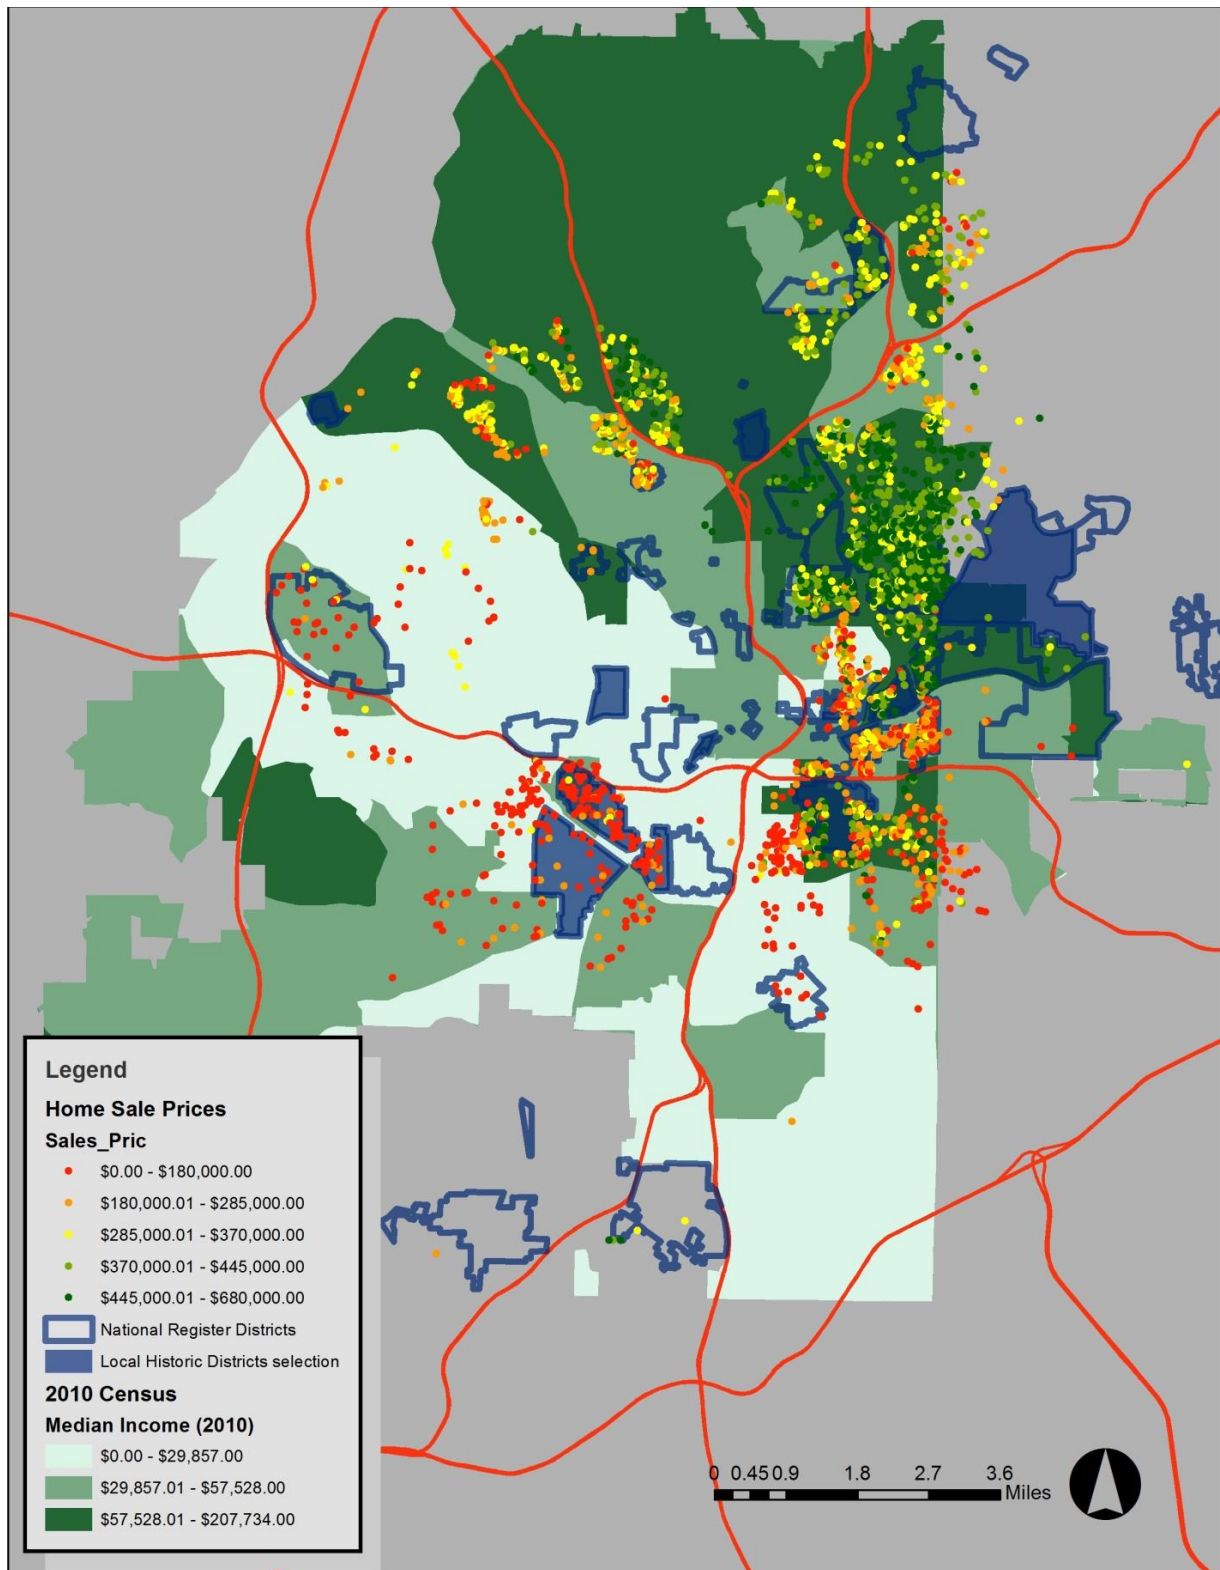 Legend
Home Sale Prices
Sales_Pric
$0.00 - $180,000.00
$180,000.01 - $285,000.00
$285,000.01 - $370,000.00
$370,000.01 - $445,000.00
$445,000.01 - $680,000.00
National Register Districts
Local Historic Districts selection
2010 Census
Median Income (2010)
$0.00 - $29,857.00
$29,857.01 - $57,528.00
$57,528.01 - $207,734.00
0 0.45 0.9 1.8 2.7 3.6
Miles